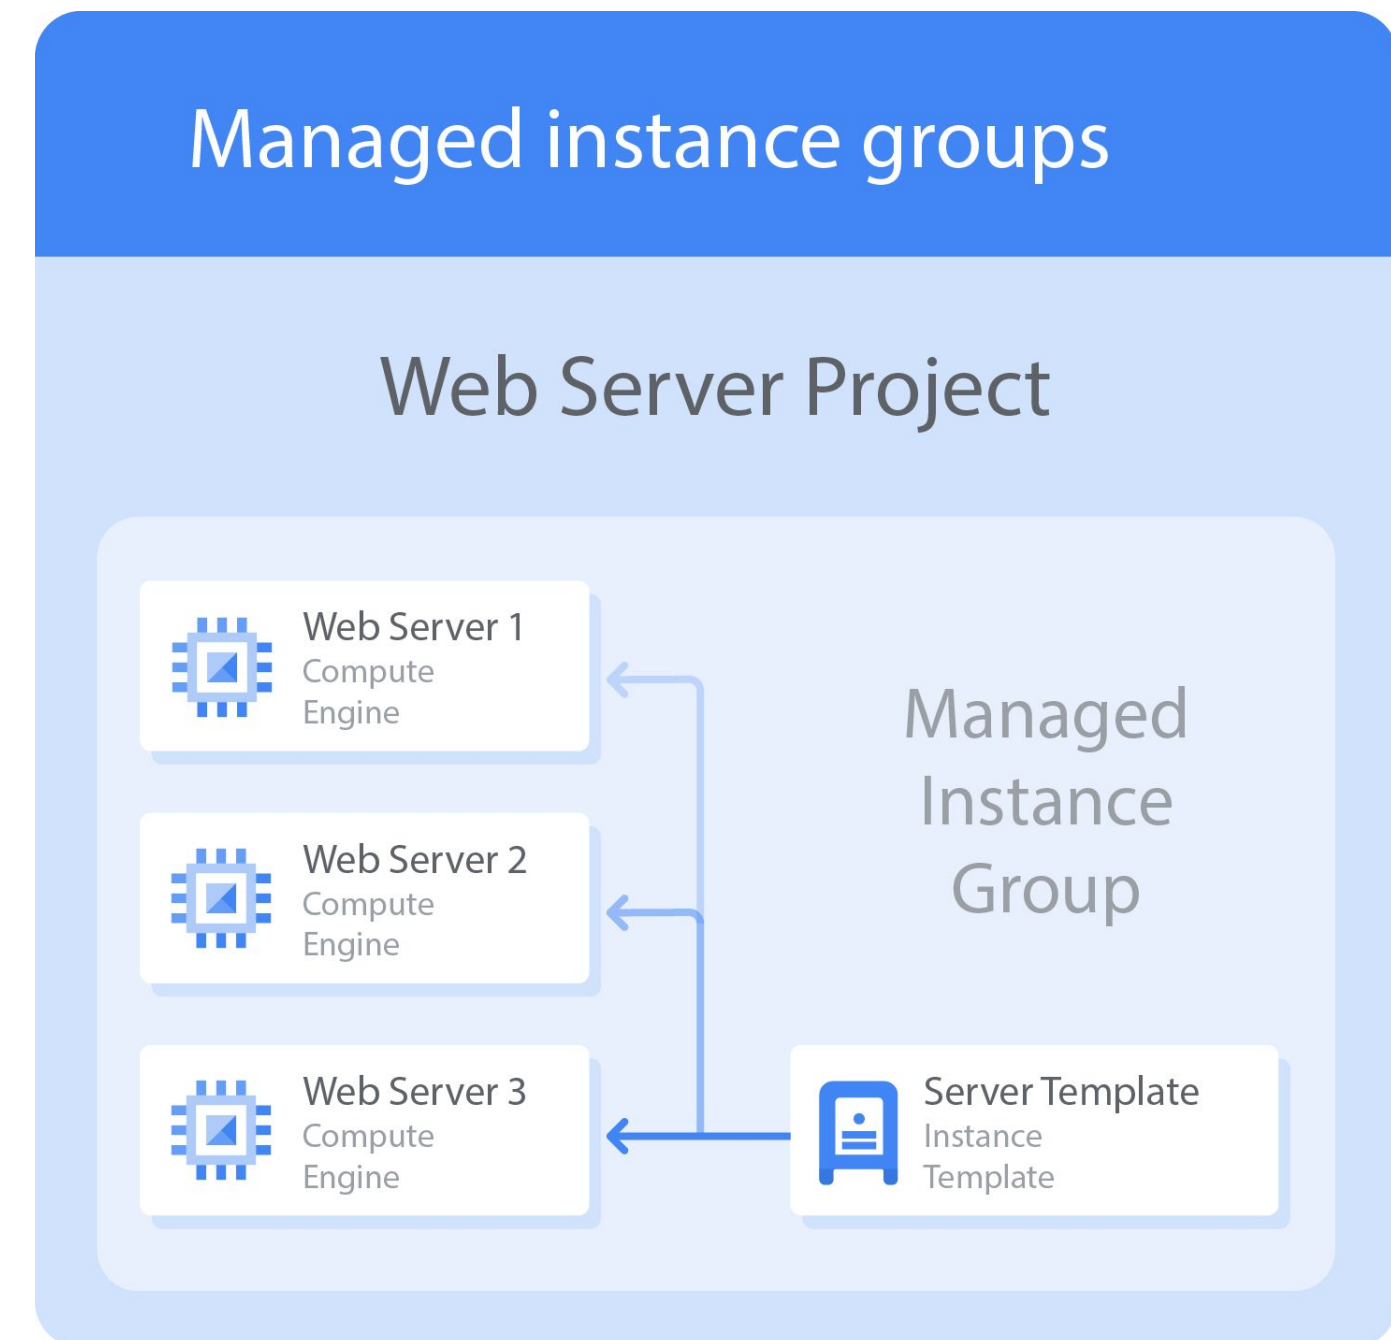 Managed instance groups
Web Server Project
Web Server 1
Compute
Engine
Managed
Instance
Group
Web Server 2
Compute
Engine
Web Server 3
Compute
Engine
Server Template
Instance
Template